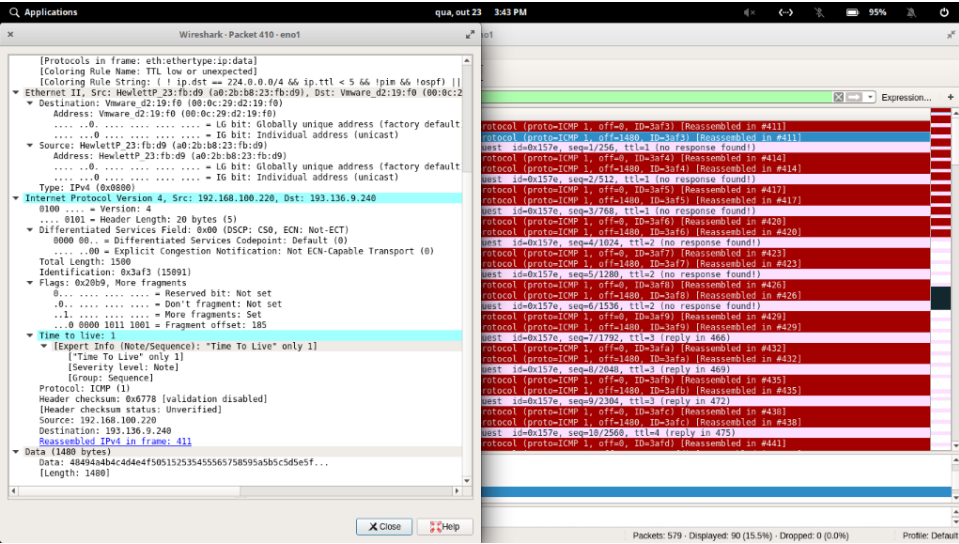 Applications
qua, out 23 3:43 PM
95%
Wireshark · Packet 410 · eno1
[Protocols in frame: eth:ethertype:ip:data]
[Coloring Rule Name: TTL low or unexpected]
[Coloring Rule String: ( ! ip.dst == 224.0.0.0/4 && ip.ttl < 5 && !pim && !ospf) ||
Ethernet II, Src: HewlettP_23:fb:d9 (a0:2b:b8:23:fb:d9), Dst: Vmware_d2:19:f0 (00:0c:2
Destination: Vmware_d2:19:f0 (00:0c:29:d2:19:f0)
Address: Vmware_d2:19:f0 (00:0c:29:d2:19:f0)
.... ..0. .... .... .... .... = LG bit: Globally unique address (factory default
.... ...0 .... .... .... .... = IG bit: Individual address (unicast)
Source: HewlettP_23:fb:d9 (a0:2b:b8:23:fb:d9)
Address: HewlettP_23:fb:d9 (a0:2b:b8:23:fb:d9)
.... ..0. .... .... .... .... = LG bit: Globally unique address (factory default
.... ...0 .... .... .... .... = IG bit: Individual address (unicast)
Type: IPv4 (0x0800)
Internet Protocol Version 4, Src: 192.168.100.220, Dst: 193.136.9.240
0100 .... = Version: 4
.... 0101 = Header Length: 20 bytes (5)
Differentiated Services Field: 0x00 (DSCP: CS0, ECN: Not-ECT)
0000 00.. = Differentiated Services Codepoint: Default (0)
.... ..00 = Explicit Congestion Notification: Not ECN-Capable Transport (0)
Total Length: 1500
Identification: 0x3af3 (15091)
Flags: 0x20b9, More fragments
0... .... .... .... = Reserved bit: Not set
.0.. .... .... .... = Don't fragment: Not set
..1. .... .... .... = More fragments: Set
...0 0000 1011 1001 = Fragment offset: 185
Time to live: 1
[Expert Info (Note/Sequence): "Time To Live" only 1]
["Time To Live" only 1]
[Severity level: Note]
[Group: Sequence]
Protocol: ICMP (1)
Header checksum: 0x6778 [validation disabled]
[Header checksum status: Unverified]
Source: 192.168.100.220
Destination: 193.136.9.240
Reassembled IPv4 in frame: 411
Data (1480 bytes)
Data: 48494a4b4c4d4e4f505152535455565758595a5b5c5d5e5f...
[Length: 1480]
Close
Help
no1
Expression...
+
rotocol (proto=ICMP 1, off=0, ID=3af3) [Reassembled in #411]
rotocol (proto=ICMP 1, off=1480, ID=3af3) [Reassembled in #411]
uest id=0x157e, seq=1/256, ttl=1 (no response found!)
rotocol (proto=ICMP 1, off=0, ID=3af4) [Reassembled in #414]
rotocol (proto=ICMP 1, off=1480, ID=3af4) [Reassembled in #414]
uest id=0x157e, seq=2/512, ttl=1 (no response found!)
rotocol (proto=ICMP 1, off=0, ID=3af5) [Reassembled in #417]
rotocol (proto=ICMP 1, off=1480, ID=3af5) [Reassembled in #417]
uest id=0x157e, seq=3/768, ttl=1 (no response found!)
rotocol (proto=ICMP 1, off=0, ID=3af6) [Reassembled in #420]
rotocol (proto=ICMP 1, off=1480, ID=3af6) [Reassembled in #420]
uest id=0x157e, seq=4/1024, ttl=2 (no response found!)
rotocol (proto=ICMP 1, off=0, ID=3af7) [Reassembled in #423]
rotocol (proto=ICMP 1, off=1480, ID=3af7) [Reassembled in #423]
uest id=0x157e, seq=5/1280, ttl=2 (no response found!)
rotocol (proto=ICMP 1, off=0, ID=3af8) [Reassembled in #426]
rotocol (proto=ICMP 1, off=1480, ID=3af8) [Reassembled in #426]
uest id=0x157e, seq=6/1536, ttl=2 (no response found!)
rotocol (proto=ICMP 1, off=0, ID=3af9) [Reassembled in #429]
rotocol (proto=ICMP 1, off=1480, ID=3af9) [Reassembled in #429]
uest id=0x157e, seq=7/1792, ttl=3 (reply in 466)
rotocol (proto=ICMP 1, off=0, ID=3afa) [Reassembled in #432]
rotocol (proto=ICMP 1, off=1480, ID=3afa) [Reassembled in #432]
uest id=0x157e, seq=8/2048, ttl=3 (reply in 469)
rotocol (proto=ICMP 1, off=0, ID=3afb) [Reassembled in #435]
rotocol (proto=ICMP 1, off=1480, ID=3afb) [Reassembled in #435]
uest id=0x157e, seq=9/2304, ttl=3 (reply in 472)
rotocol (proto=ICMP 1, off=0, ID=3afc) [Reassembled in #438]
rotocol (proto=ICMP 1, off=1480, ID=3afc) [Reassembled in #438]
uest id=0x157e, seq=10/2560, ttl=4 (reply in 475)
rotocol (proto=ICMP 1, off=0, ID=3afd) [Reassembled in #441]
Packets: 579 · Displayed: 90 (15.5%) · Dropped: 0 (0.0%)
Profile: Default